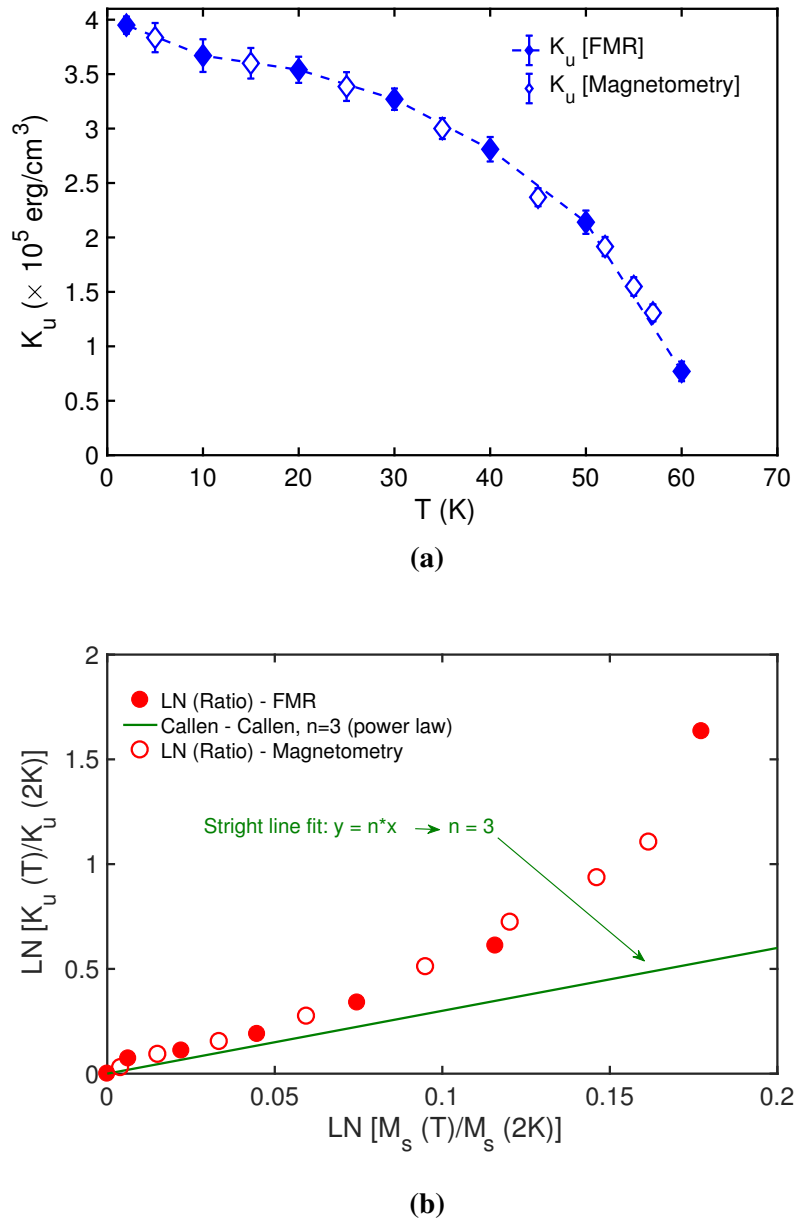 4
3.5
3
2.5
2
1.5
1
0.5
0
K_u (× 10^5 erg/cm^3)
K_u [FMR]
K_u [Magnetometry]
0 10 20 30 40 50 60 70
T (K)
(a)
2
1.5
1
0.5
0
LN [K_u (T)/K_u (2K)]
LN (Ratio) - FMR
Callen - Callen, n=3 (power law)
LN (Ratio) - Magnetometry
Stright line fit: y = n*x → n = 3
0 0.05 0.1 0.15 0.2
LN [M_s (T)/M_s (2K)]
(b)